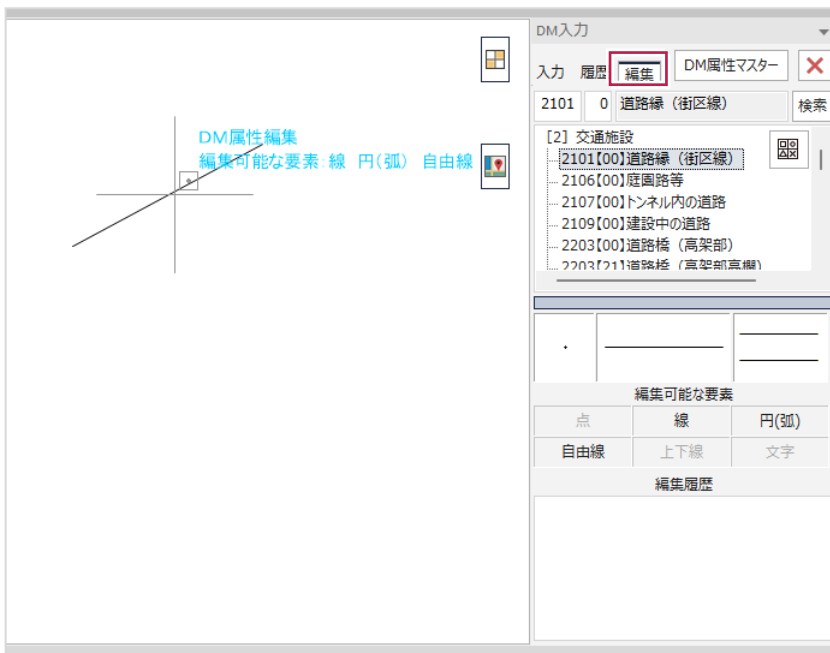 DM属性編集
編集可能な要素:線 円(弧) 自由線
DM入力
入力 履歴 編集 DM属性マスター
2101 0 道路縁（街区線） 検索
[2] 交通施設
2101【00】道路縁（街区線）
2106【00】庭園路等
2107【00】トンネル内の道路
2109【00】建設中の道路
2203【00】道路橋（高架部）
2203【21】道路橋（高架部高欄）
編集可能な要素
点 線 円(弧)
自由線 上下線 文字
編集履歴